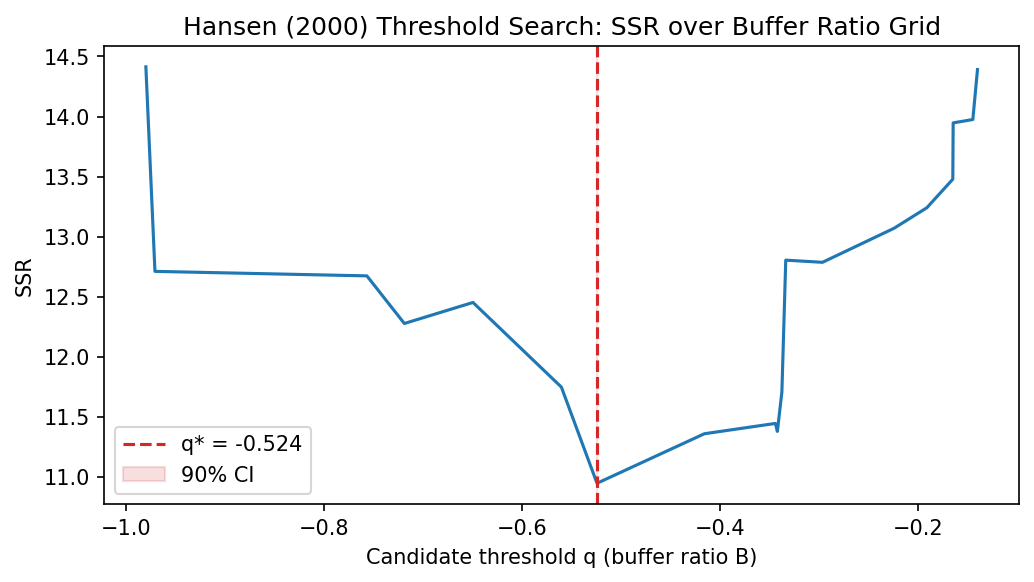 Hansen (2000) Threshold Search: SSR over Buffer Ratio Grid
14.5
14.0
13.5
13.0
12.5
12.0
11.5
11.0
SSR
q* = -0.524
90% CI
−1.0 −0.8 −0.6 −0.4 −0.2
Candidate threshold q (buffer ratio B)